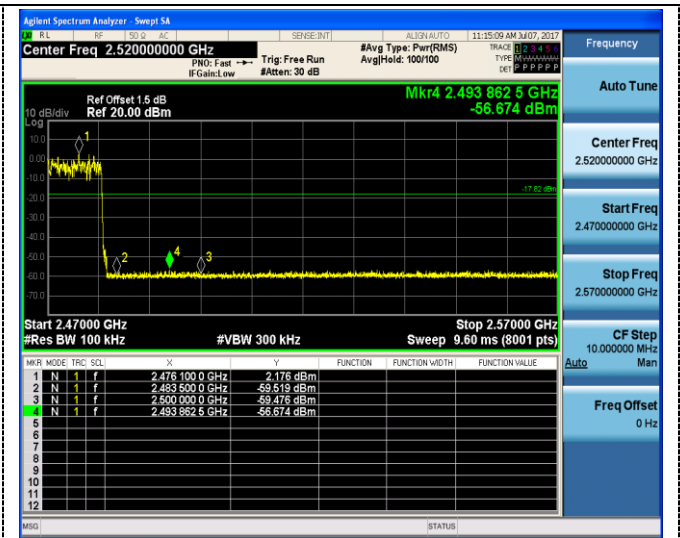 Agilent Spectrum Analyzer - Swept SA
RL RF 50 Ω AC SENSE:INT ALIGN AUTO 11:15:09 AM Jul 07, 2017
Center Freq 2.520000000 GHz #Avg Type: Pwr(RMS) TRACE 1 2 3 4 5 6
PNO: Fast Trig: Free Run Avg|Hold: 100/100 TYPE
IFGain:Low #Atten: 30 dB DET P P P P P P
Mkr4 2.493 862 5 GHz
-56.674 dBm
Ref Offset 1.5 dB
10 dB/div Ref 20.00 dBm
Log
10.0
0.00
-10.0
-20.0
-30.0
-40.0
-50.0
-60.0
-70.0
1
2
4
3
-17.82 dBm
Start 2.47000 GHz Stop 2.57000 GHz
#Res BW 100 kHz #VBW 300 kHz Sweep 9.60 ms (8001 pts)
MKR MODE TRC SCL X Y FUNCTION FUNCTION WIDTH FUNCTION VALUE
1 N 1 f 2.476 100 0 GHz 2.176 dBm
2 N 1 f 2.483 500 0 GHz -59.519 dBm
3 N 1 f 2.500 000 0 GHz -59.476 dBm
4 N 1 f 2.493 862 5 GHz -56.674 dBm
5
6
7
8
9
10
11
12
MSG STATUS
Frequency
Auto Tune
Center Freq
2.520000000 GHz
Start Freq
2.470000000 GHz
Stop Freq
2.570000000 GHz
CF Step
10.000000 MHz
Auto Man
Freq Offset
0 Hz